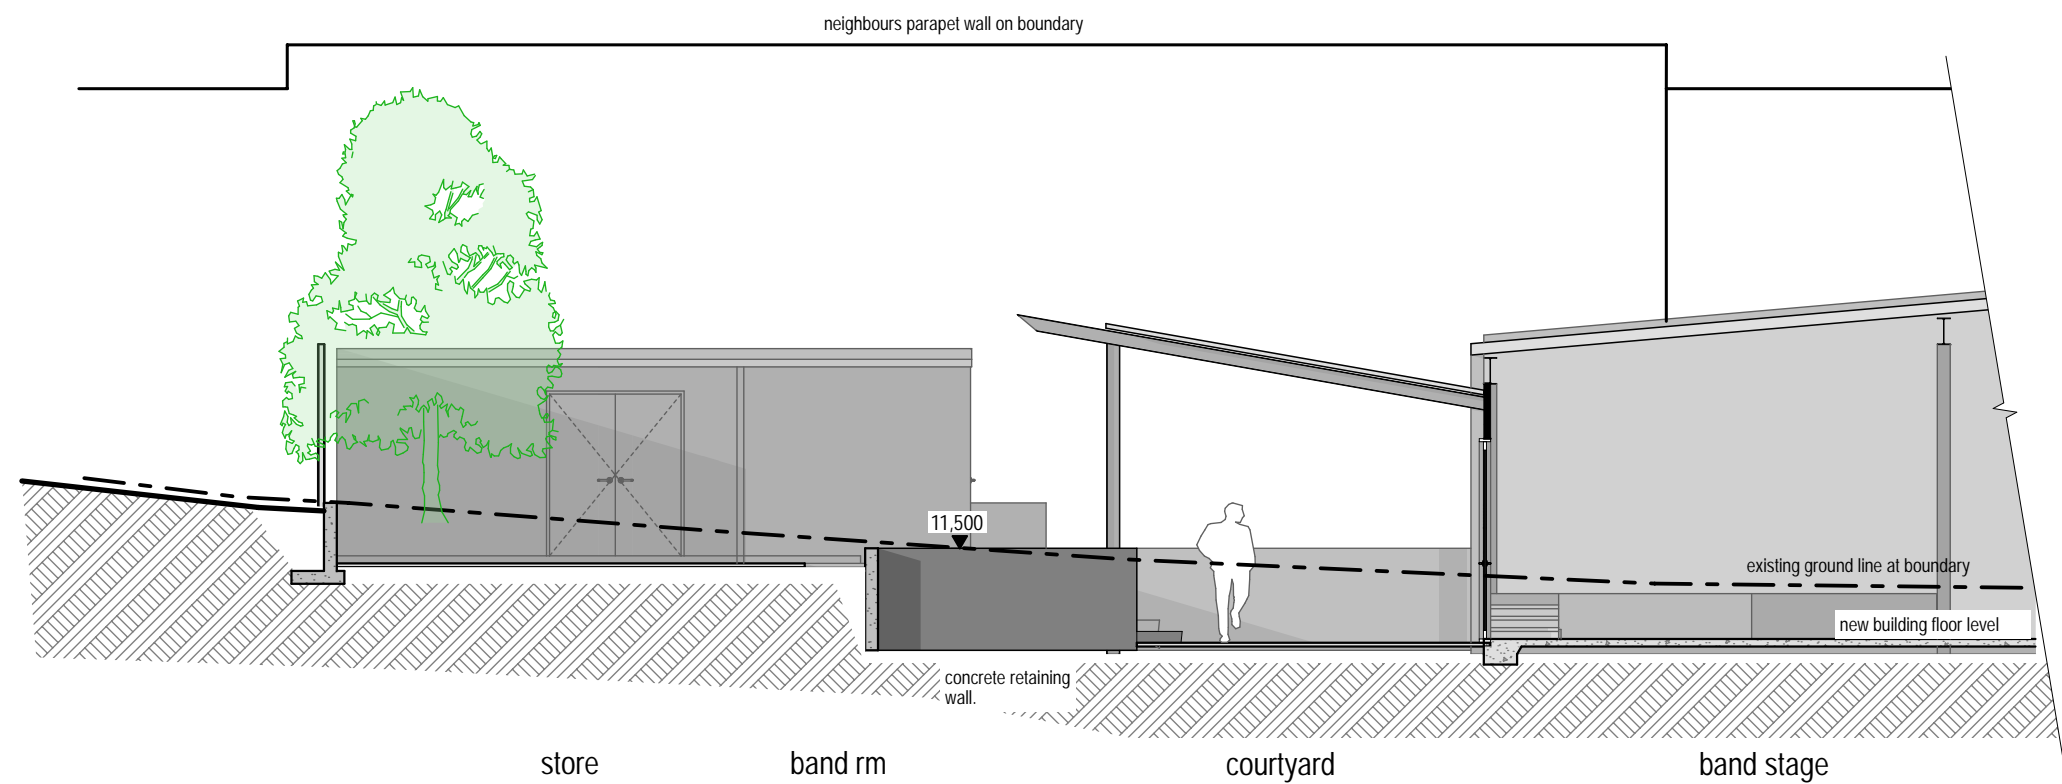 neighbours parapet wall on boundary
11,500
existing ground line at boundary
new building floor level
concrete retaining
wall.
store
band rm
courtyard
band stage